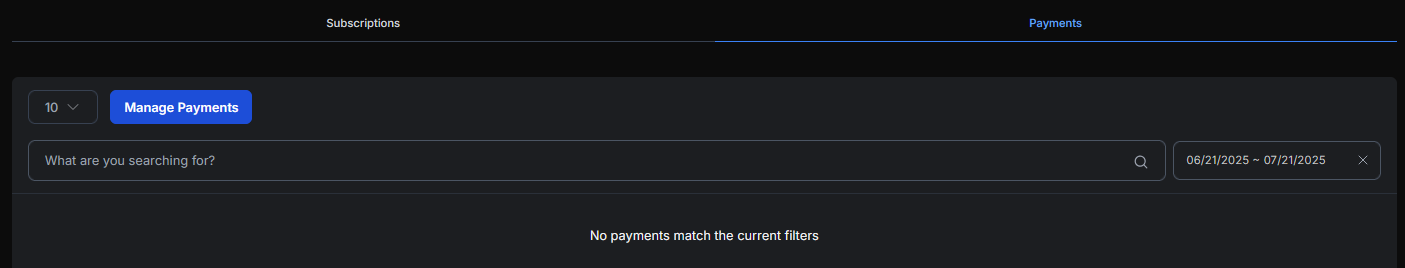 Subscriptions
Payments
10
Manage Payments
What are you searching for?
06/21/2025 ~ 07/21/2025
No payments match the current filters